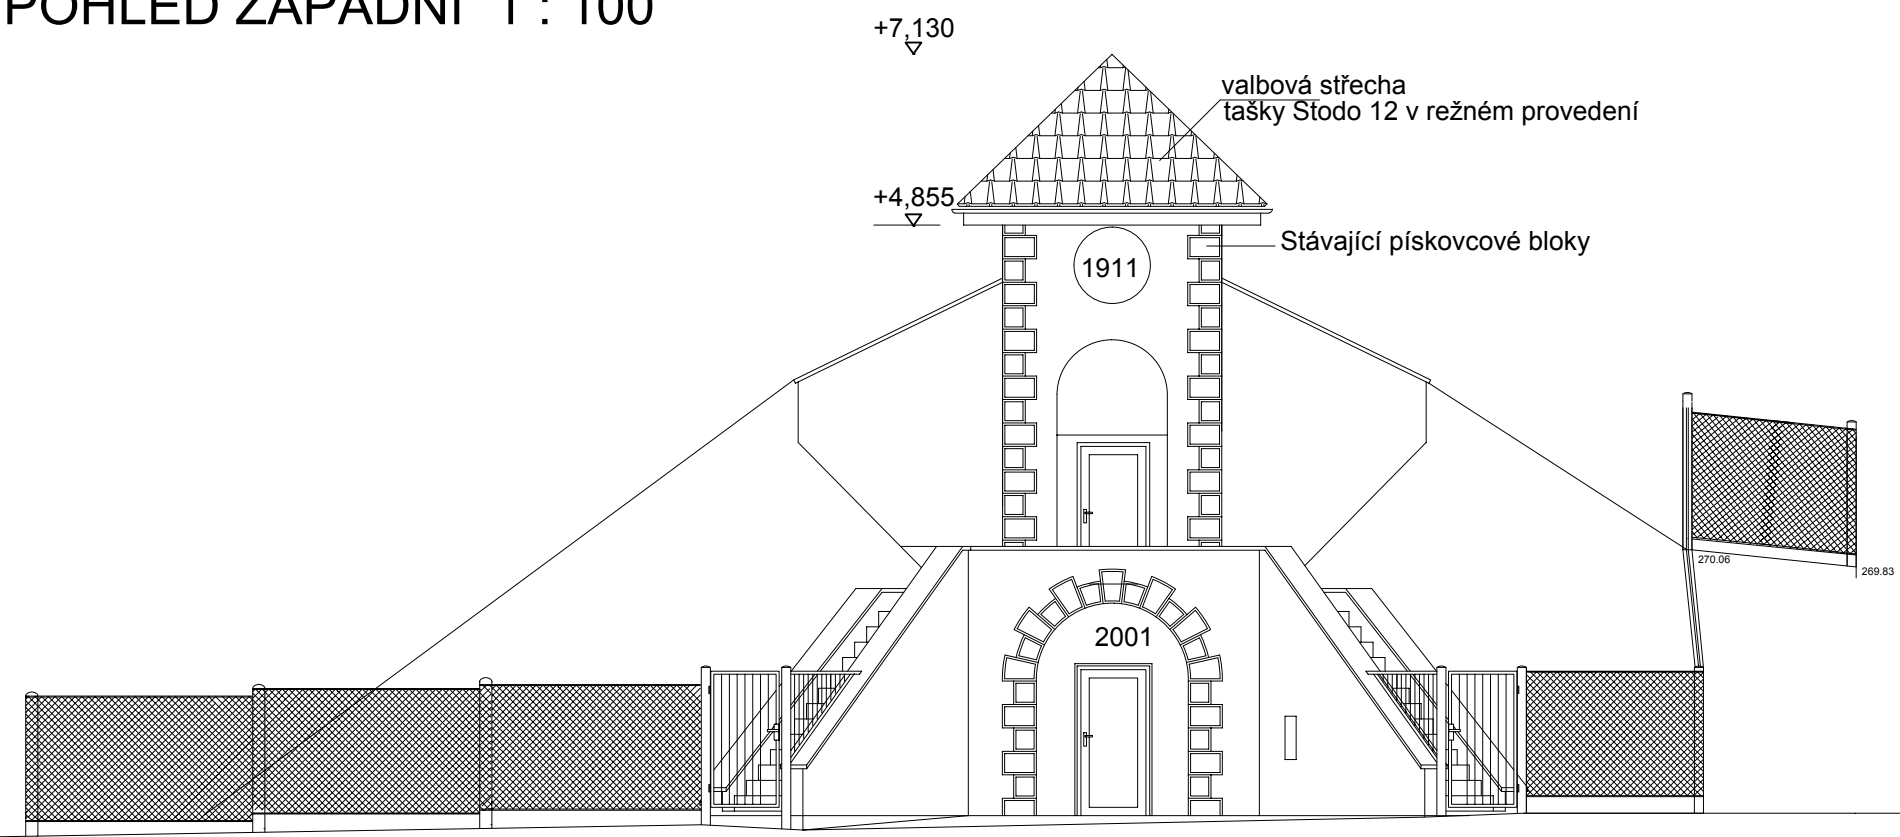 POHLED ZÁPADNÍ 1 : 100
+7,130
valbová střecha
tašky Stodo 12 v režném provedení
+4,855
Stávající pískovcové bloky
1911
270.06
269.83
2001